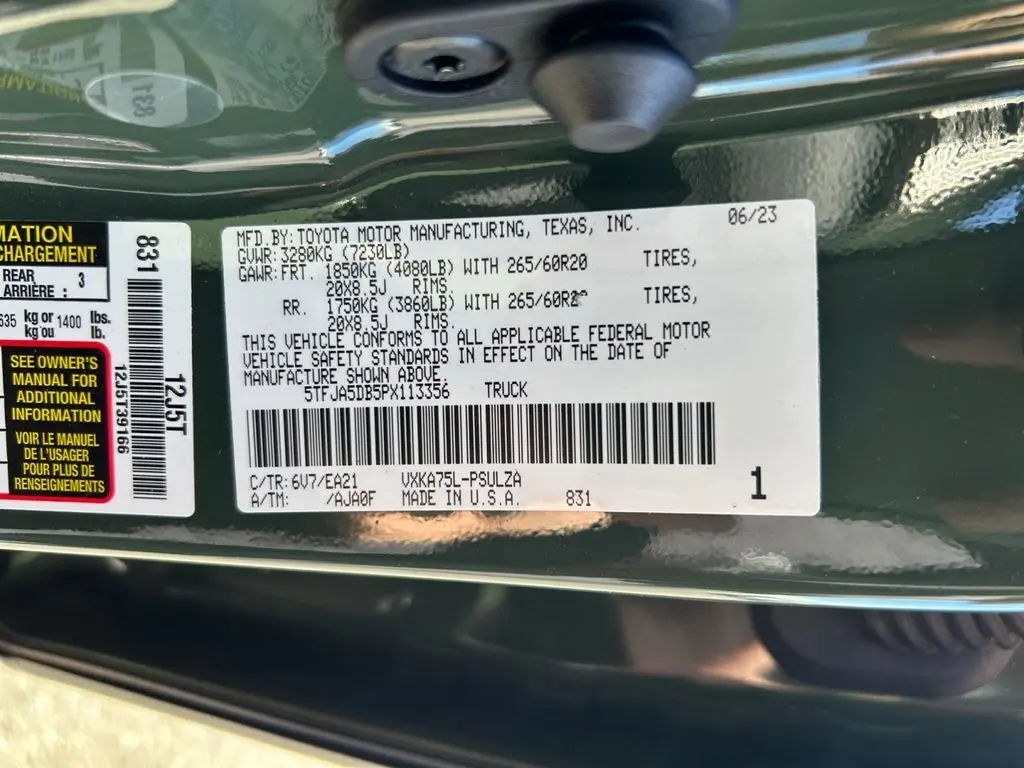 MATION
CHARGEMENT
REAR
ARRIÈRE : 3
635 kg or kg ou 1400 lbs. lb.
SEE OWNER'S
MANUAL FOR
ADDITIONAL
INFORMATION
VOIR LE MANUEL
DE L'USAGER
POUR PLUS DE
RENSEIGNEMENTS
831
12J5T39166
12J5T
MFD.BY:TOYOTA MOTOR MANUFACTURING, TEXAS, INC. 06/23
GVWR:3280KG (7230LB)
GAWR:FRT. 1850KG (4080LB) WITH 265/60R20 TIRES,
20X8.5J RIMS.
RR. 1750KG (3860LB) WITH 265/60R20 TIRES,
20X8.5J RIMS.
THIS VEHICLE CONFORMS TO ALL APPLICABLE FEDERAL MOTOR
VEHICLE SAFETY STANDARDS IN EFFECT ON THE DATE OF
MANUFACTURE SHOWN ABOVE.
5TFJA5DB5PX113356 TRUCK
C/TR:6V7/EA21 VXKA75L-PSULZA
A/TM: /AJA0F MADE IN U.S.A. 831
1
831